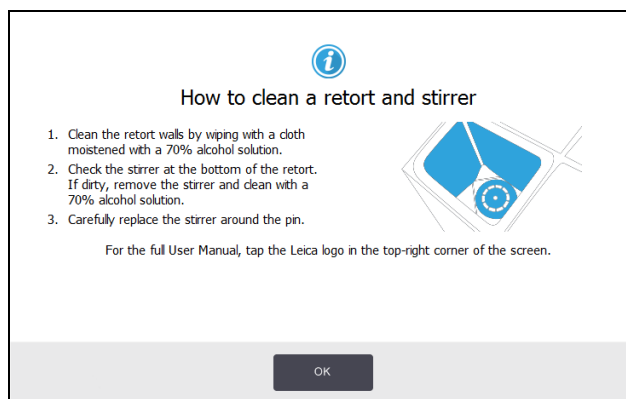 How to clean a retort and stirrer
1. Clean the retort walls by wiping with a cloth
moistened with a 70% alcohol solution.
2. Check the stirrer at the bottom of the retort.
If dirty, remove the stirrer and clean with a
70% alcohol solution.
3. Carefully replace the stirrer around the pin.
For the full User Manual, tap the Leica logo in the top-right corner of the screen.
OK